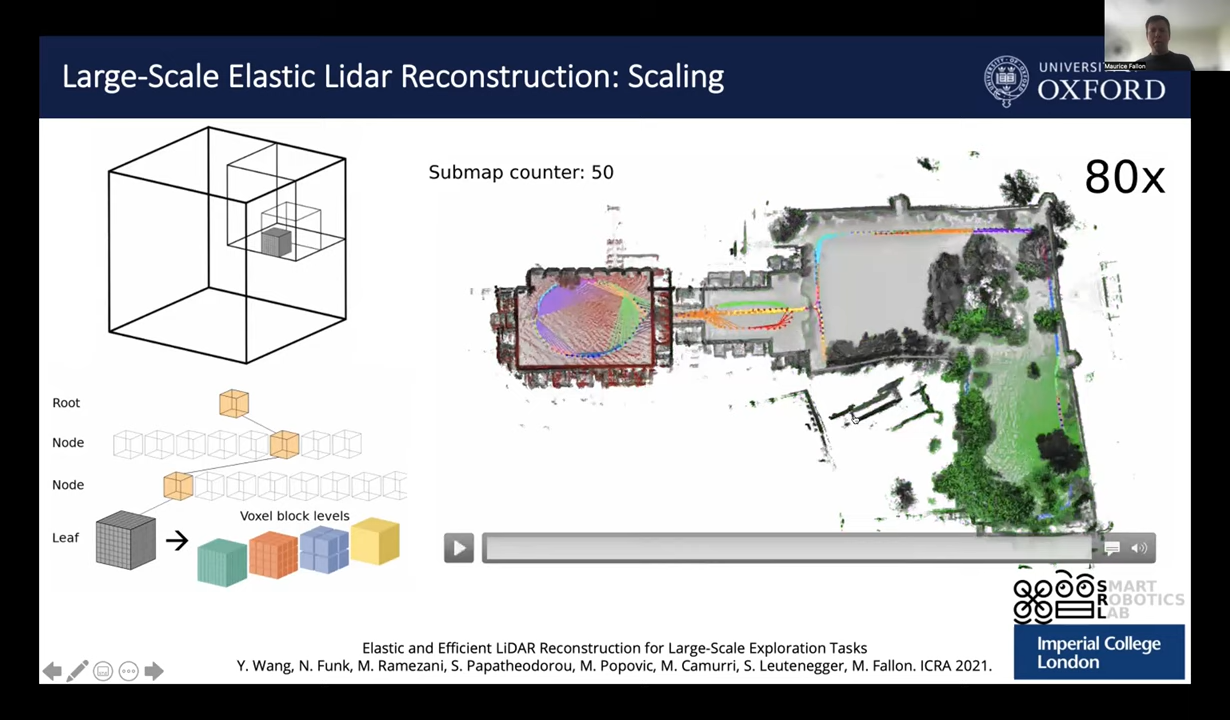 Maurice Fallon
Large-Scale Elastic Lidar Reconstruction: Scaling
OXFORD
Submap counter: 50
80x
Root
Node
Node
Leaf
Voxel block levels
SMART
ROBOTICS
LAB
Imperial College
London
Elastic and Efficient LiDAR Reconstruction for Large-Scale Exploration Tasks
Y. Wang, N. Funk, M. Ramezani, S. Papatheodorou, M. Popovic, M. Camurri, S. Leutenegger, M. Fallon. ICRA 2021.